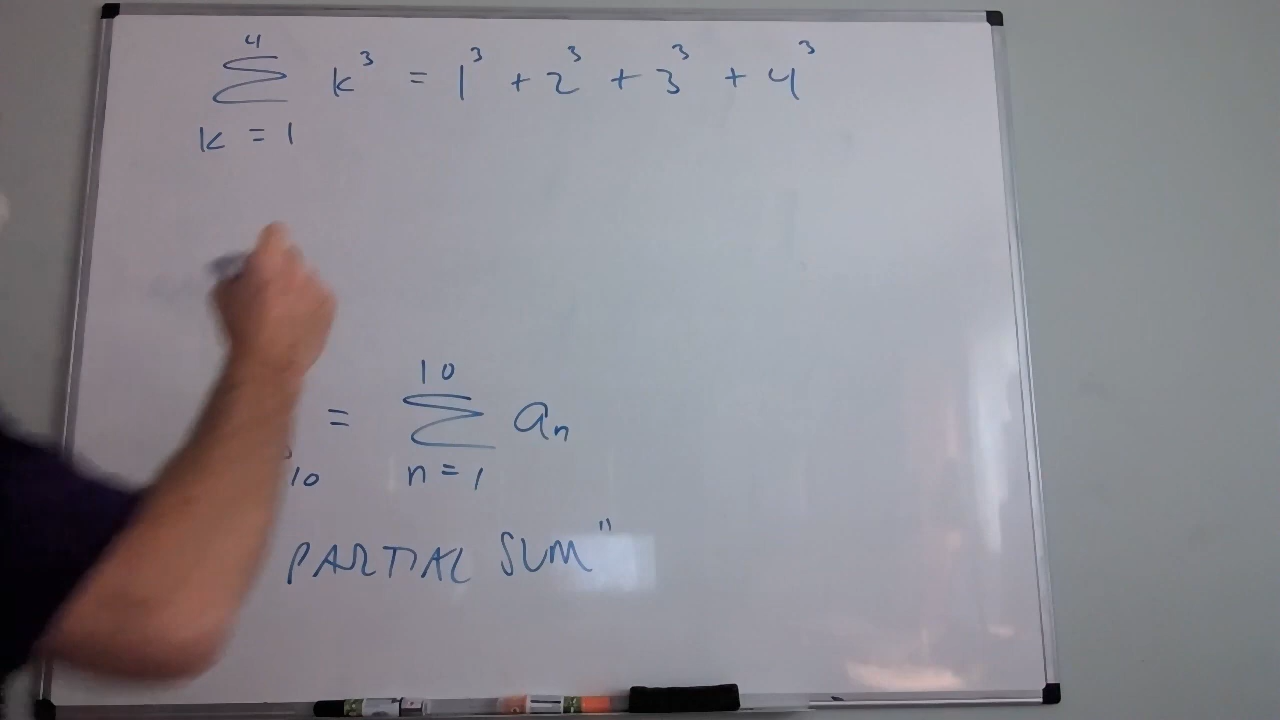 4
∑ k³ = 1³ + 2³ + 3³ + 4³
k = 1
10
= ∑ aₙ
10 n = 1
PARTIAL SUM"